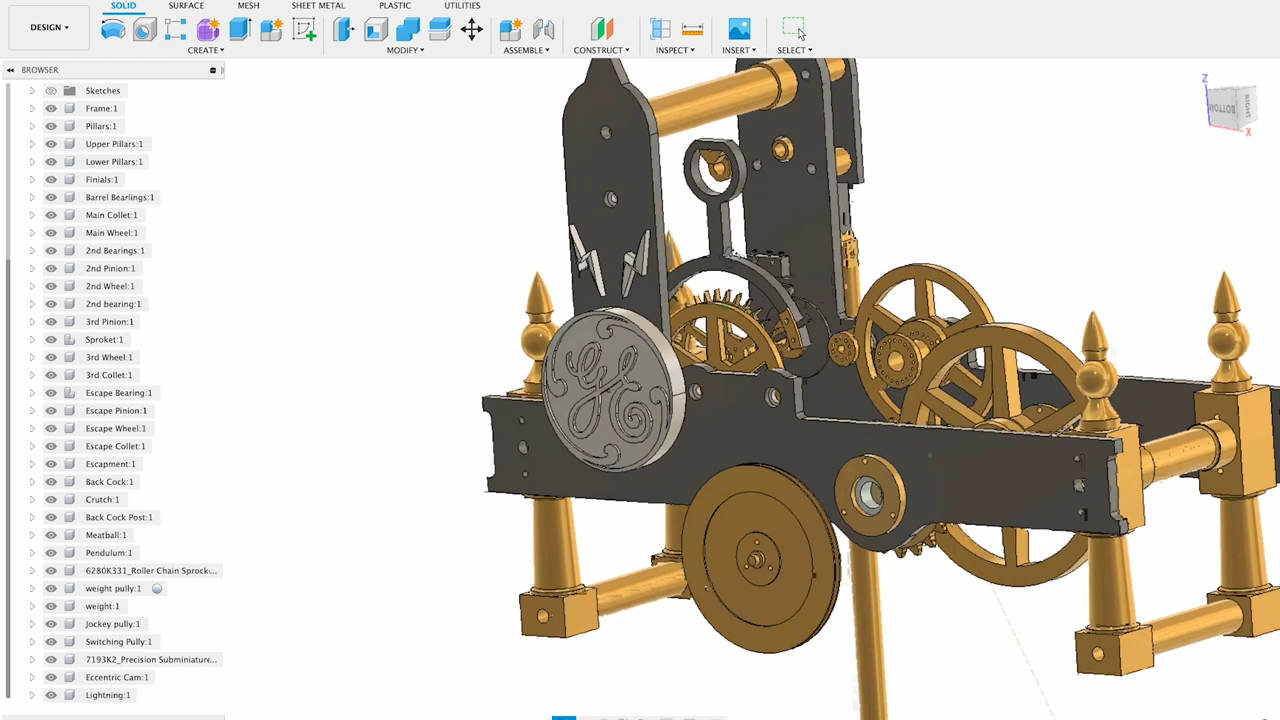 SOLID SURFACE MESH SHEET METAL PLASTIC UTILITIES
DESIGN
CREATE MODIFY ASSEMBLE CONSTRUCT INSPECT INSERT SELECT
BROWSER
Sketches
Frame:1
Pillars:1
Upper Pillars:1
Lower Pillars:1
Finials:1
Barrel Bearlings:1
Main Collet:1
Main Wheel:1
2nd Bearings:1
2nd Pinion:1
2nd Wheel:1
2nd bearing:1
3rd Pinion:1
Sproket:1
3rd Wheel:1
3rd Collet:1
Escape Bearing:1
Escape Pinion:1
Escape Wheel:1
Escape Collet:1
Escapment:1
Back Cock:1
Crutch:1
Back Cock Post:1
Meatball:1
Pendulum:1
6280K331_Roller Chain Sprock-...
weight pully:1
weight:1
Jockey pully:1
Switching Pully:1
7193K2_Precision Subminiature...
Eccentric Cam:1
Lightning:1
Z
BOTTOM RIGHT
X
GE